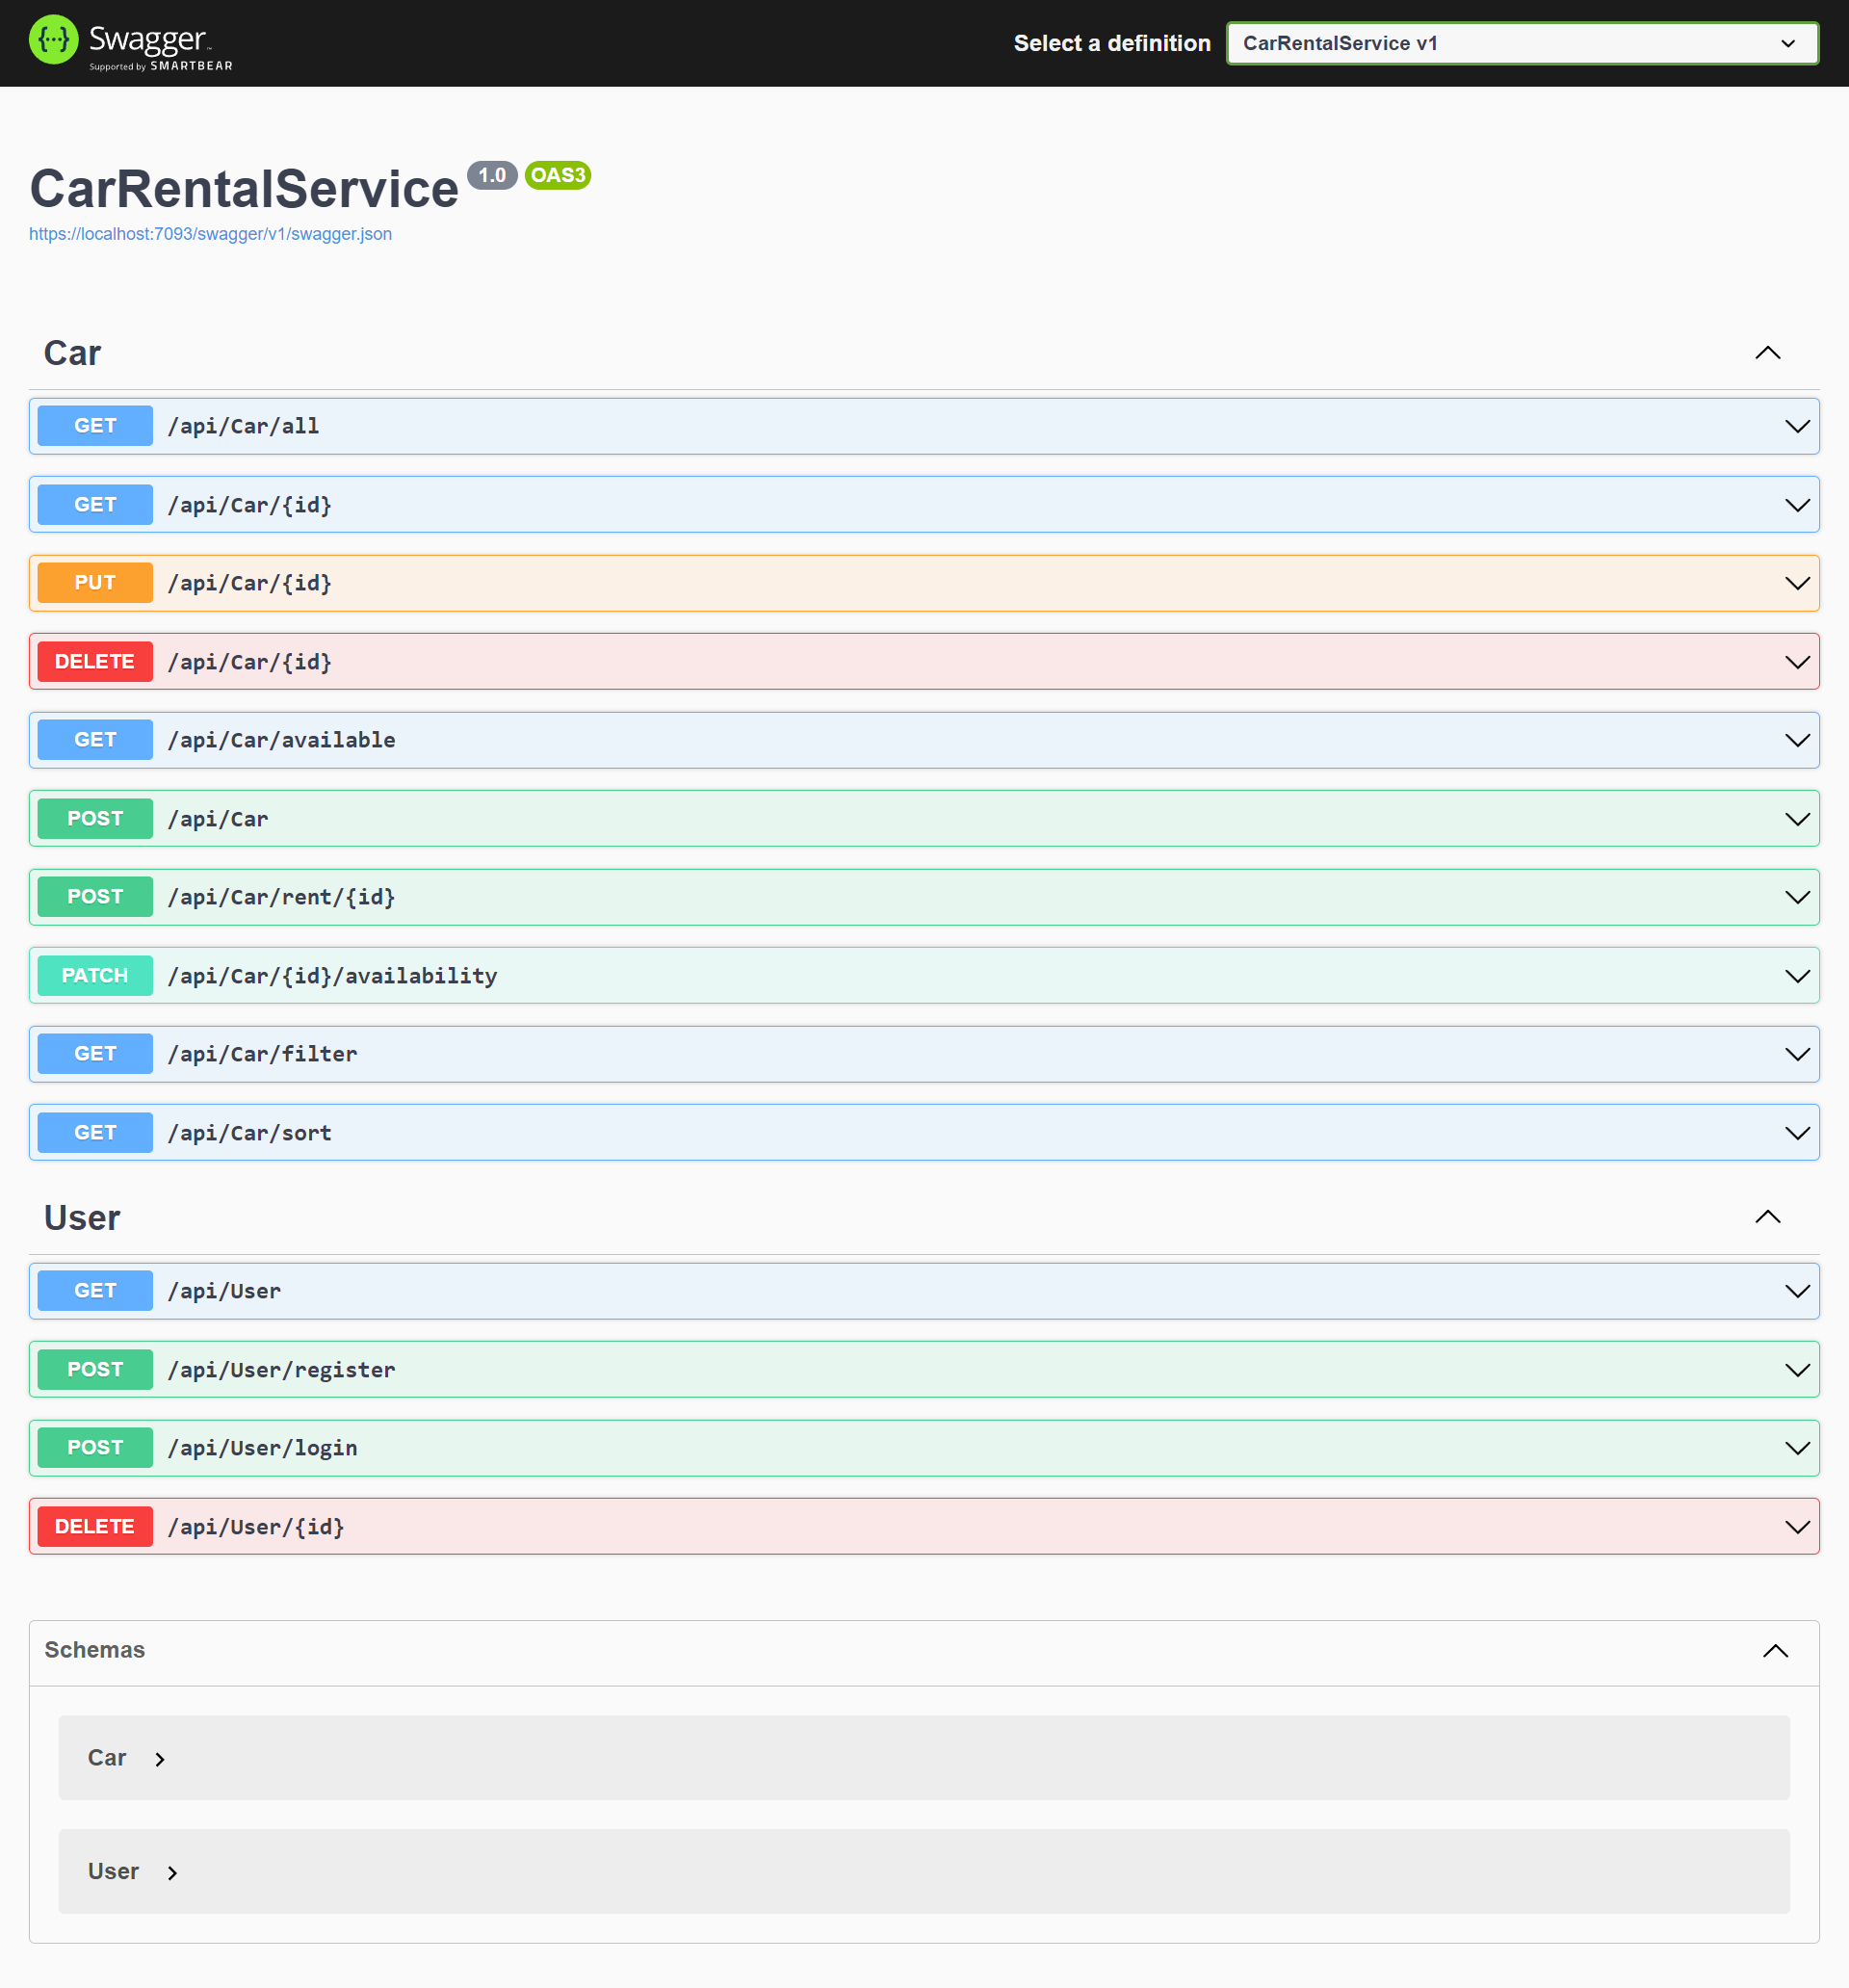 {···} Swagger™
Supported by SMARTBEAR
Select a definition
CarRentalService v1
CarRentalService 1.0 OAS3
https://localhost:7093/swagger/v1/swagger.json
Car
GET /api/Car/all
GET /api/Car/{id}
PUT /api/Car/{id}
DELETE /api/Car/{id}
GET /api/Car/available
POST /api/Car
POST /api/Car/rent/{id}
PATCH /api/Car/{id}/availability
GET /api/Car/filter
GET /api/Car/sort
User
GET /api/User
POST /api/User/register
POST /api/User/login
DELETE /api/User/{id}
Schemas
Car
User